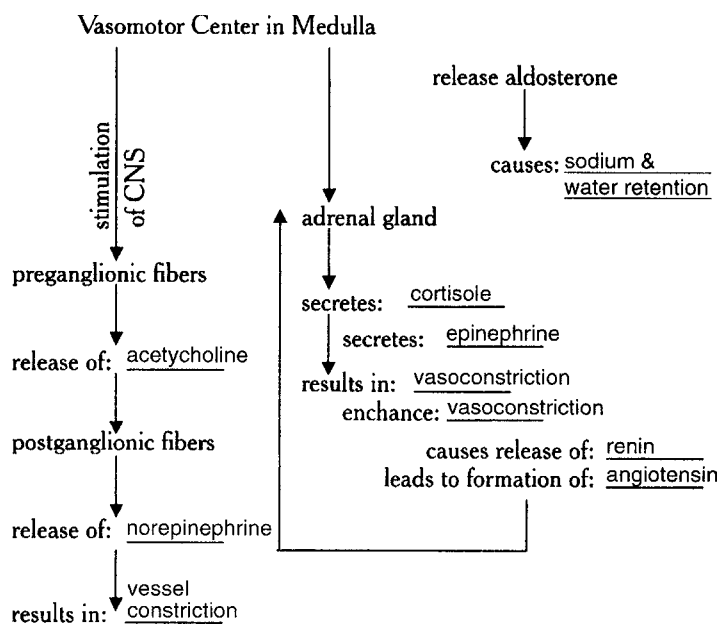 Vasomotor Center in Medulla
stimulation
of CNS
preganglionic fibers
release of: acetycholine
postganglionic fibers
release of: norepinephrine
results in: vessel
constriction
adrenal gland
secretes: cortisole
secretes: epinephrine
results in: vasoconstriction
enchance: vasoconstriction
causes release of: renin
leads to formation of: angiotensin
release aldosterone
causes: sodium &
water retention